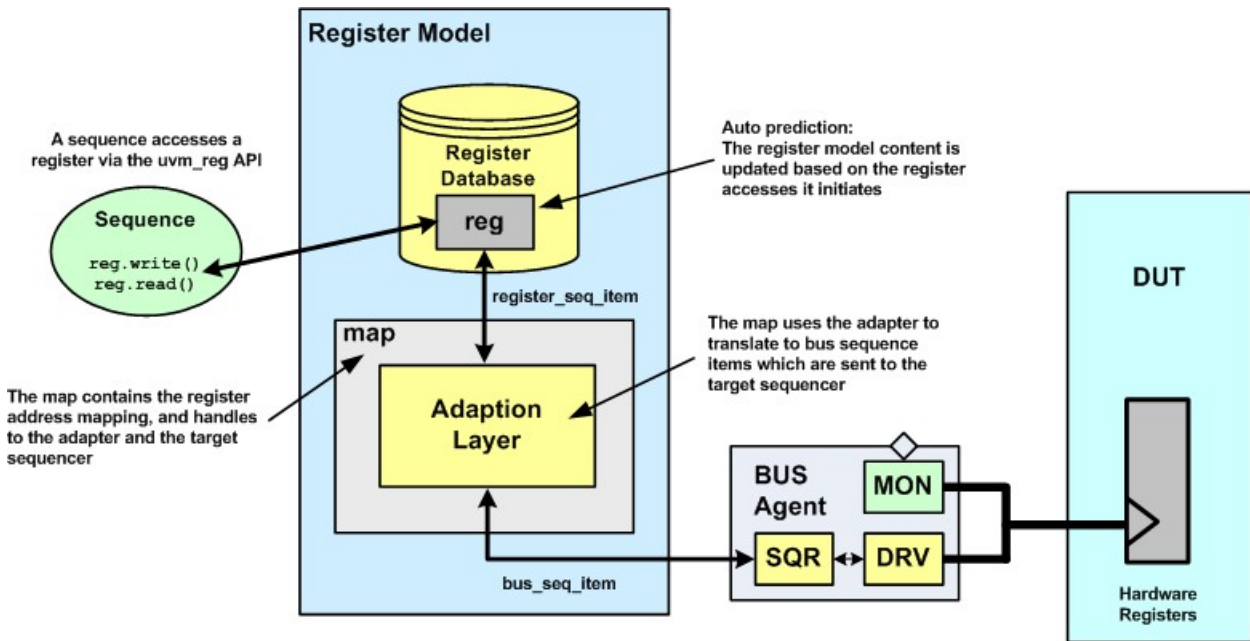 Register Model
A sequence accesses a
register via the uvm_reg API
Sequence
reg.write()
reg.read()
Register
Database
reg
Auto prediction:
The register model content is
updated based on the register
accesses it initiates
register_seq_item
map
Adaption
Layer
The map uses the adapter to
translate to bus sequence
items which are sent to the
target sequencer
The map contains the register
address mapping, and handles
to the adapter and the target
sequencer
bus_seq_item
BUS
Agent
MON
SQR
DRV
DUT
Hardware
Registers